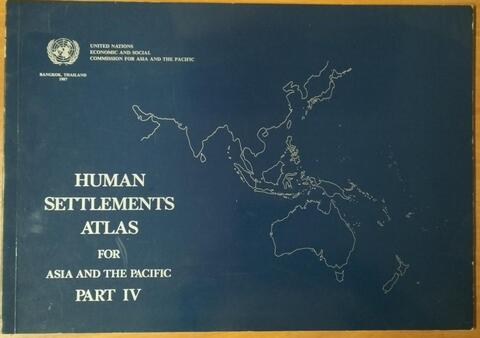 UNITED NATIONS
ECONOMIC AND SOCIAL
COMMISSION FOR ASIA AND THE PACIFIC
BANGKOK, THAILAND
1987
HUMAN
SETTLEMENTS
ATLAS
FOR
ASIA AND THE PACIFIC
PART IV